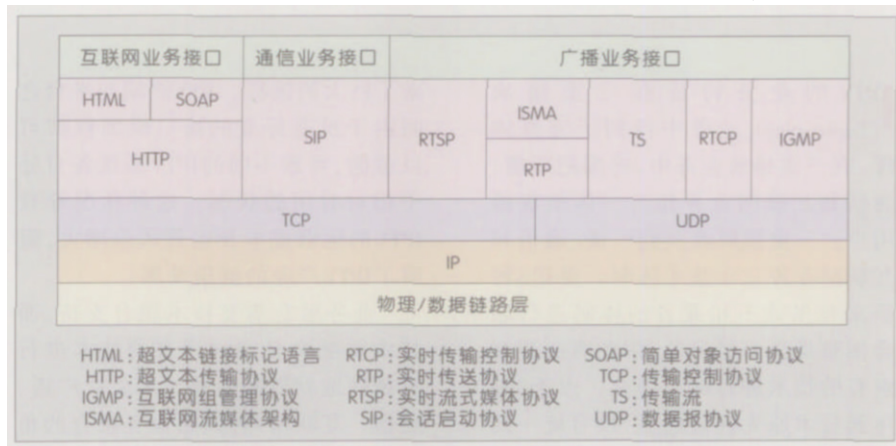 互联网业务接口 通信业务接口 广播业务接口
HTML SOAP
HTTP
SIP
RTSP
ISMA
RTP
TS
RTCP
IGMP
TCP UDP
IP
物理/数据链路层
HTML:超文本链接标记语言 RTCP:实时传输控制协议 SOAP:简单对象访问协议
HTTP:超文本传输协议 RTP:实时传送协议 TCP:传输控制协议
IGMP:互联网组管理协议 RTSP:实时流式媒体协议 TS:传输流
ISMA:互联网流媒体架构 SIP:会话启动协议 UDP:数据报协议